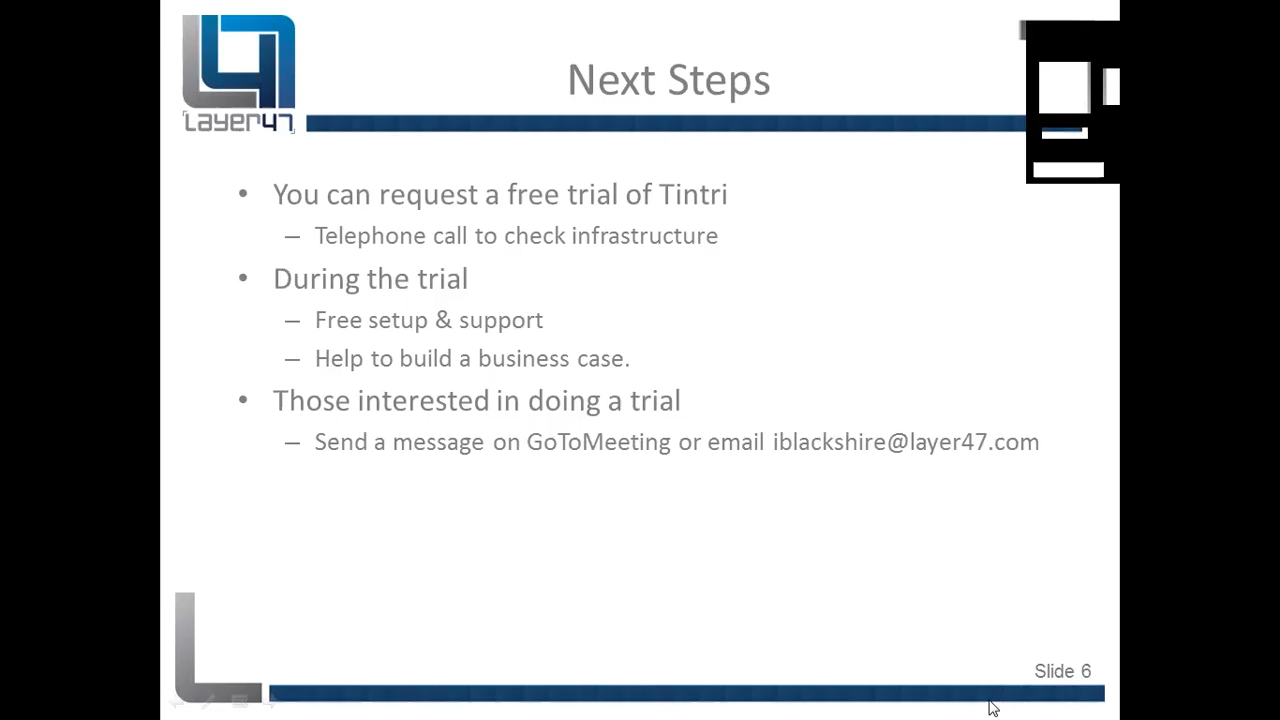 Layer47
Next Steps
• You can request a free trial of Tintri
– Telephone call to check infrastructure
• During the trial
– Free setup & support
– Help to build a business case.
• Those interested in doing a trial
– Send a message on GoToMeeting or email iblackshire@layer47.com
Slide 6